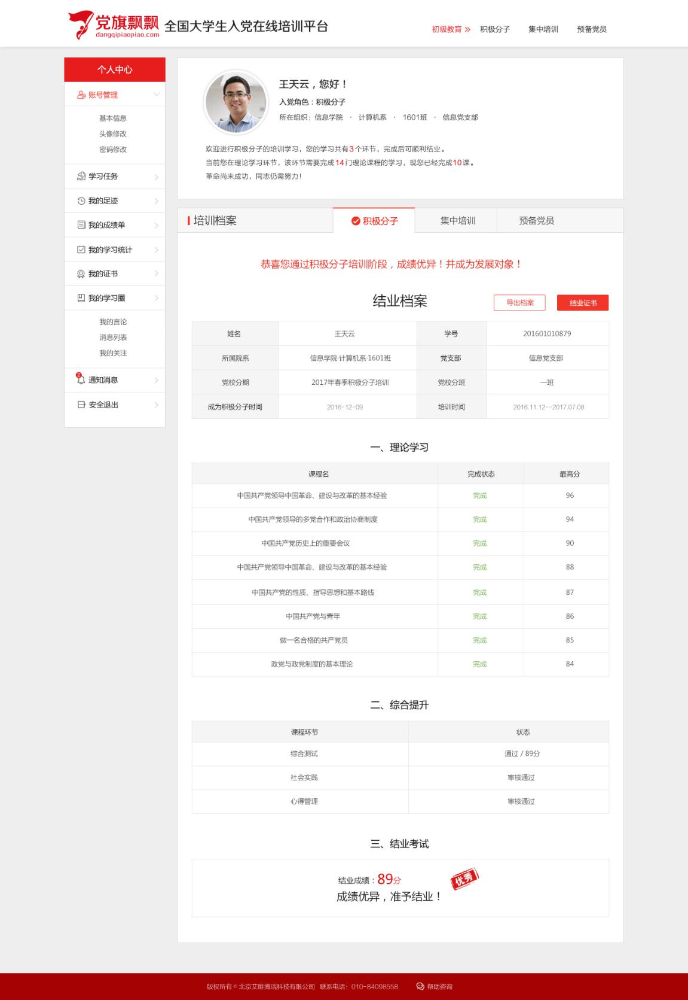 党旗飘飘 全国大学生入党在线培训平台
dangqipiaopiao.com
初级教育 » 积极分子 集中培训 预备党员
个人中心
账号管理
基本信息
头像修改
密码修改
学习任务
我的足迹
我的成绩单
我的学习统计
我的证书
我的学习圈
我的言论
消息列表
我的关注
2
通知消息
安全退出
王天云，您好！
入党角色：积极分子
所在组织：信息学院 · 计算机系 · 1601班 · 信息党支部
欢迎进行积极分子的培训学习，您的学习共有3个环节，完成后可顺利结业。
当前您在理论学习环节，该环节需要完成14门理论课程的学习，现您已经完成10课。
革命尚未成功，同志仍需努力！
培训档案 积极分子 集中培训 预备党员
恭喜您通过积极分子培训阶段，成绩优异！并成为发展对象！
结业档案 导出档案 结业证书
姓名 王天云 学号 201601010879
所属院系 信息学院·计算机系·1601班 党支部 信息党支部
党校分期 2017年春季积极分子培训 党校分班 一班
成为积极分子时间 2016-12-09 培训时间 2016.11.12--2017.07.08
一、理论学习
课程名 完成状态 最高分
中国共产党领导中国革命、建设与改革的基本经验 完成 96
中国共产党领导的多党合作和政治协商制度 完成 94
中国共产党历史上的重要会议 完成 90
中国共产党领导中国革命、建设与改革的基本经验 完成 88
中国共产党的性质、指导思想和基本路线 完成 87
中国共产党与青年 完成 86
做一名合格的共产党员 完成 85
政党与政党制度的基本理论 完成 84
二、综合提升
课程环节 状态
综合测试 通过 / 89分
社会实践 审核通过
心得管理 审核通过
三、结业考试
结业成绩：89分
优秀
成绩优异，准予结业！
版权所有 © 北京艾唯博瑞科技有限公司 联系电话：010-84098558 帮助咨询